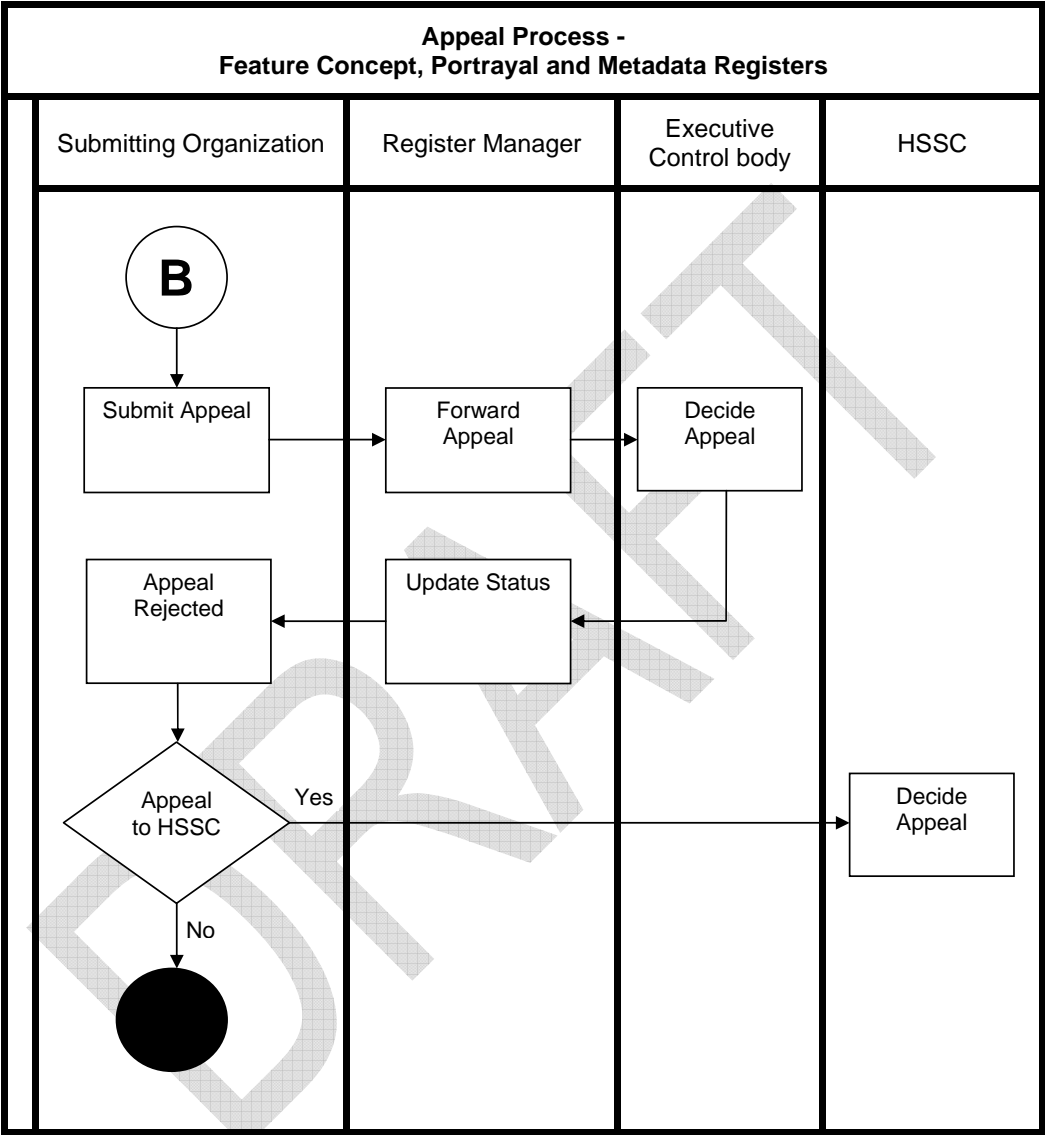 Appeal Process -
Feature Concept, Portrayal and Metadata Registers
Submitting Organization
Register Manager
Executive
Control body
HSSC
B
Submit Appeal
Forward
Appeal
Decide
Appeal
Appeal
Rejected
Update Status
Appeal
to HSSC
Yes
Decide
Appeal
No
DRAFT